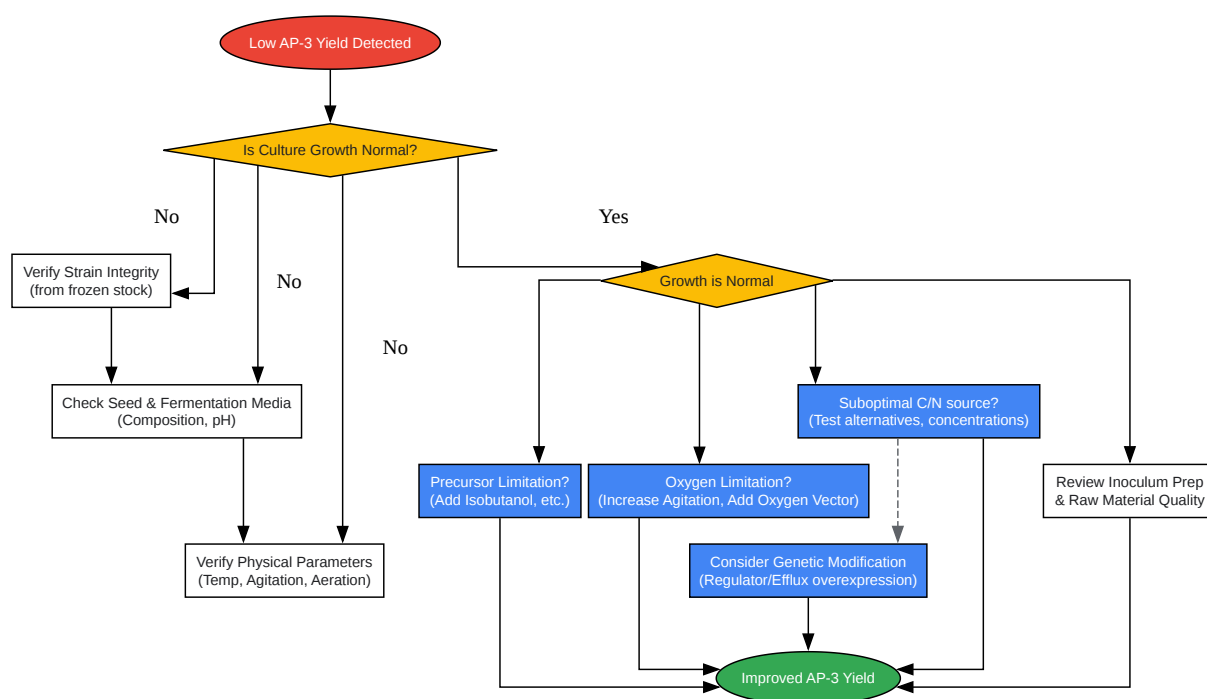 Low AP-3 Yield Detected
Is Culture Growth Normal?
No
Yes
Verify Strain Integrity
(from frozen stock)
No
Growth is Normal
No
Check Seed & Fermentation Media
(Composition, pH)
Suboptimal C/N source?
(Test alternatives, concentrations)
Precursor Limitation?
(Add Isobutanol, etc.)
Oxygen Limitation?
(Increase Agitation, Add Oxygen Vector)
Review Inoculum Prep
& Raw Material Quality
Verify Physical Parameters
(Temp, Agitation, Aeration)
Consider Genetic Modification
(Regulator/Efflux overexpression)
Improved AP-3 Yield